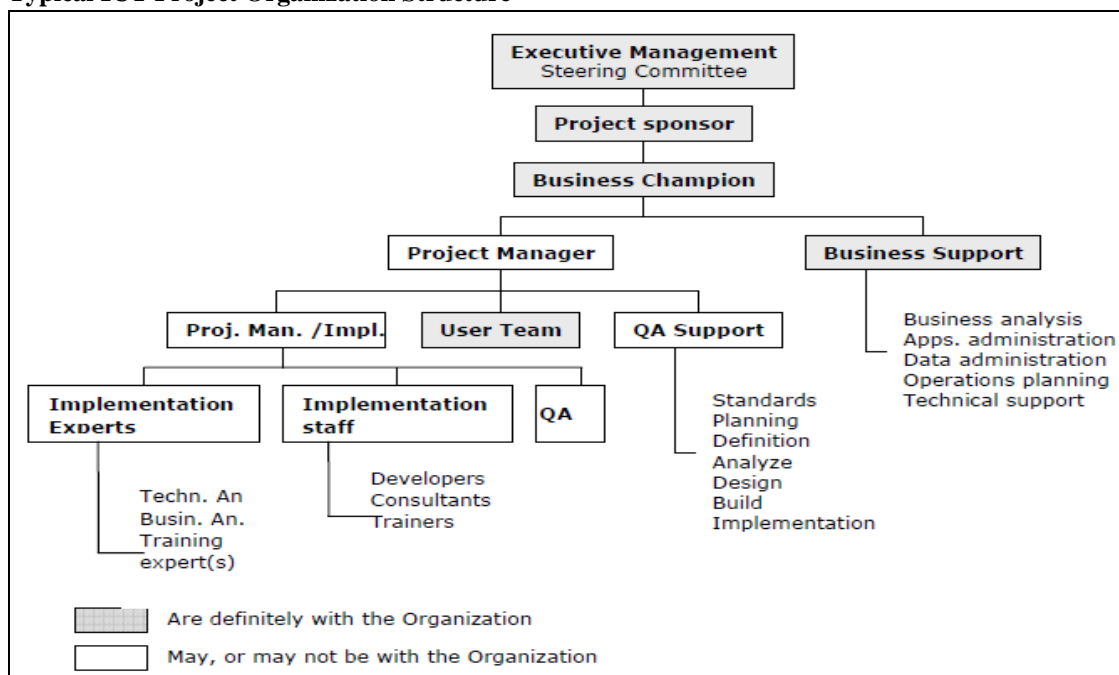 Typical ICT Project Organization Structure
Executive Management
Steering Committee
Project sponsor
Business Champion
Project Manager
Business Support
Proj. Man. /Impl.
User Team
QA Support
Business analysis
Apps. administration
Data administration
Operations planning
Technical support
Implementation
Experts
Implementation
staff
QA
Standards
Planning
Definition
Analyze
Design
Build
Implementation
Techn. An
Busin. An.
Training
expert(s)
Developers
Consultants
Trainers
Are definitely with the Organization
May, or may not be with the Organization